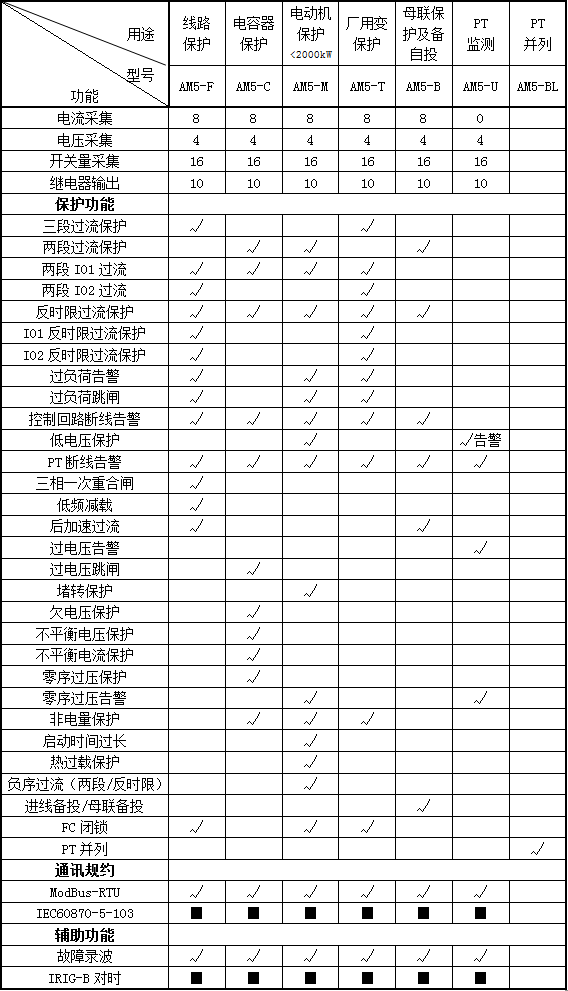 用途 线路保护 电容器保护 电动机保护<2000kW 厂用变保护 母联保护及备自投 PT监测 PT并列
型号 AM5-F AM5-C AM5-M AM5-T AM5-B AM5-U AM5-BL
功能
电流采集 8 8 8 8 8 0
电压采集 4 4 4 4 4 4
开关量采集 16 16 16 16 16 16
继电器输出 10 10 10 10 10 10
保护功能
三段过流保护 √ √
两段过流保护 √ √ √
两段 I01 过流 √ √ √ √
两段 I02 过流 √ √
反时限过流保护 √ √ √ √ √
I01 反时限过流保护 √ √
I02 反时限过流保护 √ √
过负荷告警 √ √ √
过负荷跳闸 √ √ √
控制回路断线告警 √ √ √ √ √
低电压保护 √ √告警
PT 断线告警 √ √ √ √ √ √
三相一次重合闸 √
低频减载 √
后加速过流 √ √
过电压告警 √
过电压跳闸 √
堵转保护 √
欠电压保护 √
不平衡电压保护 √
不平衡电流保护 √
零序过压保护 √
零序过压告警 √ √
非电量保护 √ √ √
启动时间过长 √
热过载保护 √
负序过流（两段/反时限） √
进线备投/母联备投 √
FC 闭锁 √ √ √
PT 并列 √
通讯规约
ModBus-RTU √ √ √ √ √ √
IEC60870-5-103 ■ ■ ■ ■ ■ ■
辅助功能
故障录波 √ √ √ √ √ √
IRIG-B 对时 ■ ■ ■ ■ ■ ■